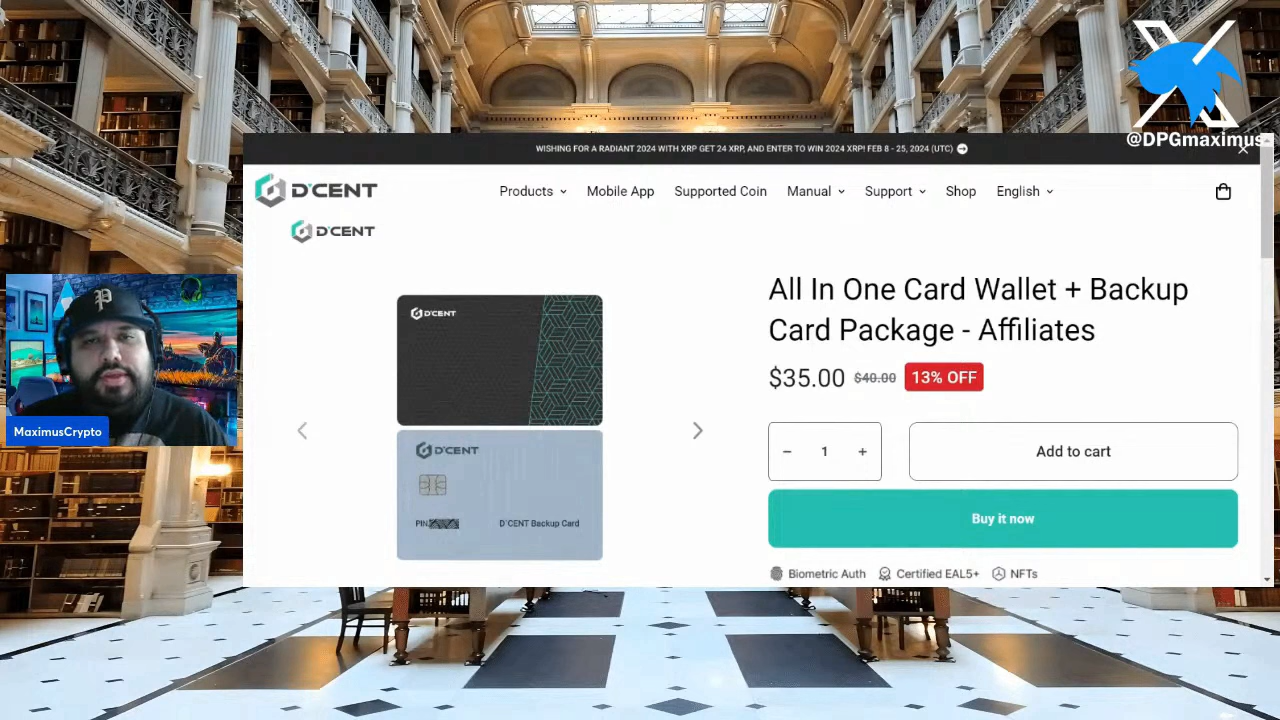 @DPGmaximus
WISHING FOR A RADIANT 2024 WITH XRP GET 24 XRP, AND ENTER TO WIN 2024 XRP! FEB 8 - 25, 2024 (UTC)
D'CENT
Products
Mobile App
Supported Coin
Manual
Support
Shop
English
D'CENT
All In One Card Wallet + Backup
Card Package - Affiliates
$35.00 $40.00 13% OFF
D'CENT
− 1 +
Add to cart
D'CENT
PIN
D'CENT Backup Card
Buy it now
Biometric Auth
Certified EAL5+
NFTs
P
MaximusCrypto